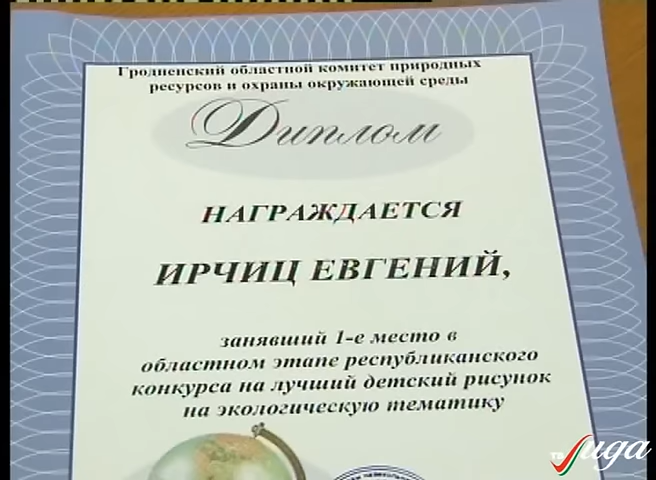 Гродненский областной комитет природных
ресурсов и охраны окружающей среды
Диплом
НАГРАЖДАЕТСЯ
ИРЧИЦ ЕВГЕНИЙ,
занявший 1-е место в
областном этапе республиканского
конкурса на лучший детский рисунок
на экологическую тематику
ТВ Лида